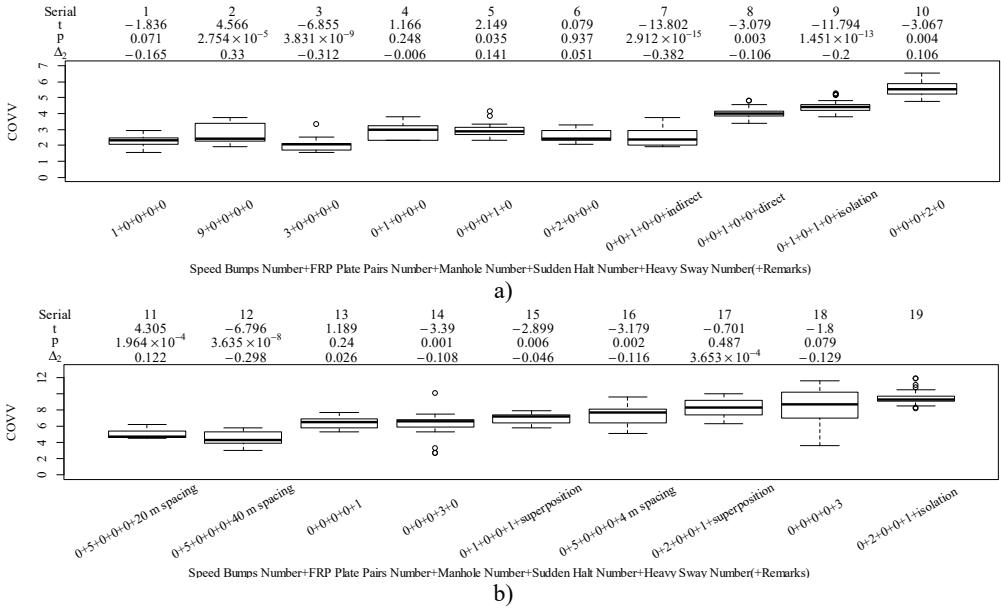 Serial 1 2 3 4 5 6 7 8 9 10
t −1.836 4.566 −6.855 1.166 2.149 0.079 −13.802 −3.079 −11.794 −3.067
p 0.071 2.754×10⁻⁵ 3.831×10⁻⁹ 0.248 0.035 0.937 2.912×10⁻¹⁵ 0.003 1.451×10⁻¹³ 0.004
Δ₂ −0.165 0.33 −0.312 −0.006 0.141 0.051 −0.382 −0.106 −0.2 0.106
COVV
7
6
5
4
3
2
1
0
1+0+0+0+0
9+0+0+0+0
3+0+0+0+0
0+1+0+0+0
0+0+0+1+0
0+2+0+0+0
0+0+1+0+0+indirect
0+0+1+0+0+direct
0+1+0+1+0+isolation
0+0+0+2+0
Speed Bumps Number+FRP Plate Pairs Number+Manhole Number+Sudden Halt Number+Heavy Sway Number(+Remarks)
a)
Serial 11 12 13 14 15 16 17 18 19
t 4.305 −6.796 1.189 −3.39 −2.899 −3.179 −0.701 −1.8
p 1.964×10⁻⁴ 3.635×10⁻⁸ 0.24 0.001 0.006 0.002 0.487 0.079
Δ₂ 0.122 −0.298 0.026 −0.108 −0.046 −0.116 3.653×10⁻⁴ −0.129
COVV
12
8
6
4
2
0
0+5+0+0+0+20 m spacing
0+5+0+0+0+40 m spacing
0+0+0+0+1
0+0+0+3+0
0+1+0+0+1+superposition
0+5+0+0+0+4 m spacing
0+2+0+0+1+superposition
0+0+0+0+3
0+2+0+0+1+isolation
Speed Bumps Number+FRP Plate Pairs Number+Manhole Number+Sudden Halt Number+Heavy Sway Number(+Remarks)
b)